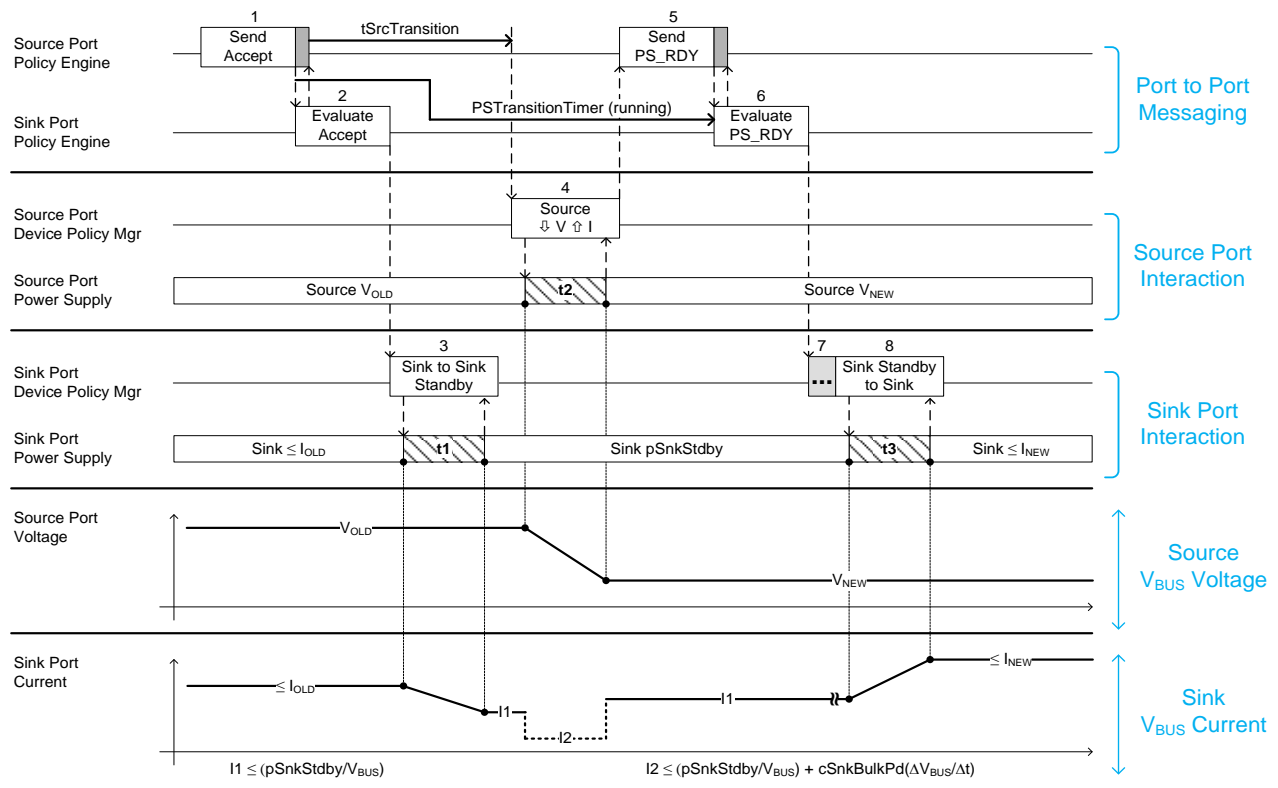 1
Send
Accept
tSrcTransition
5
Send
PS_RDY
Source Port
Policy Engine
Port to Port
Messaging
2
Evaluate
Accept
PSTransitionTimer (running)
6
Evaluate
PS_RDY
Sink Port
Policy Engine
4
Source
⇩ V ⇧ I
Source Port
Device Policy Mgr
Source Port
Interaction
Source Port
Power Supply
Source VOLD
t2
Source VNEW
3
Sink to Sink
Standby
7
...
8
Sink Standby
to Sink
Sink Port
Device Policy Mgr
Sink Port
Interaction
Sink Port
Power Supply
Sink ≤ IOLD
t1
Sink pSnkStdby
t3
Sink ≤ INEW
Source Port
Voltage
VOLD
VNEW
Source
VBUS Voltage
Sink Port
Current
≤ IOLD
I1
I2
I1
≤ INEW
Sink
VBUS Current
I1 ≤ (pSnkStdby/VBUS)
I2 ≤ (pSnkStdby/VBUS) + cSnkBulkPd(ΔVBUS/Δt)